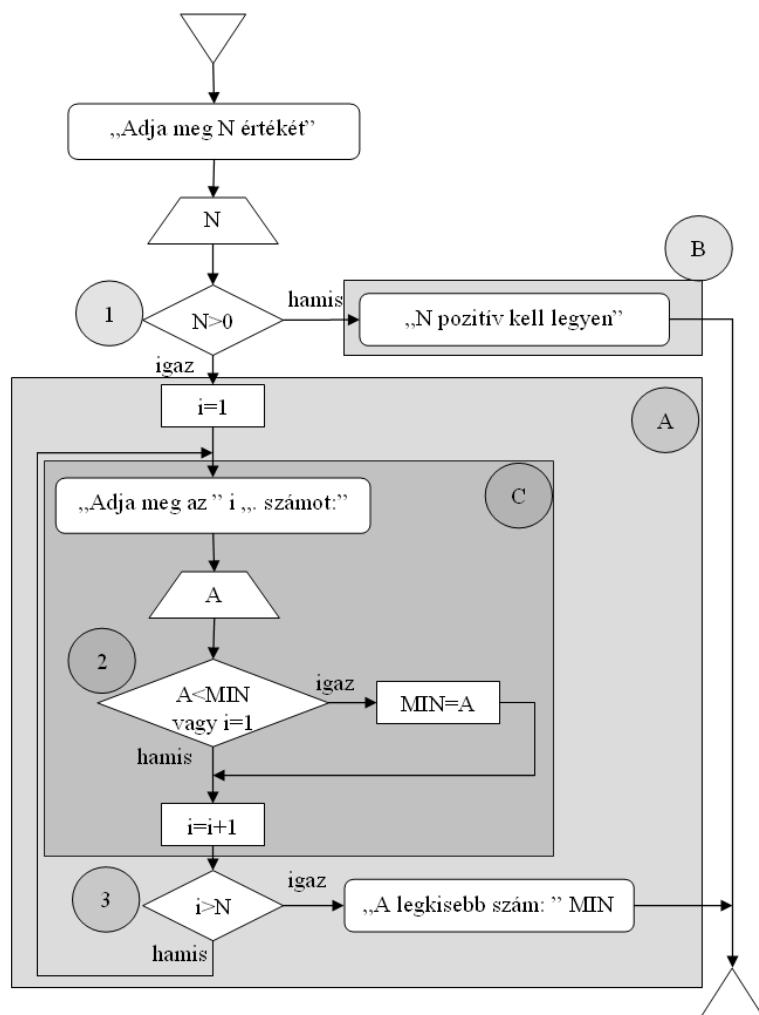 „Adja meg N értékét”
N
B
1
N>0
hamis
„N pozitív kell legyen”
igaz
i=1
A
C
„Adja meg az ” i „. számot:”
A
2
A<MIN
vagy i=1
igaz
MIN=A
hamis
i=i+1
3
i>N
igaz
„A legkisebb szám: ” MIN
hamis